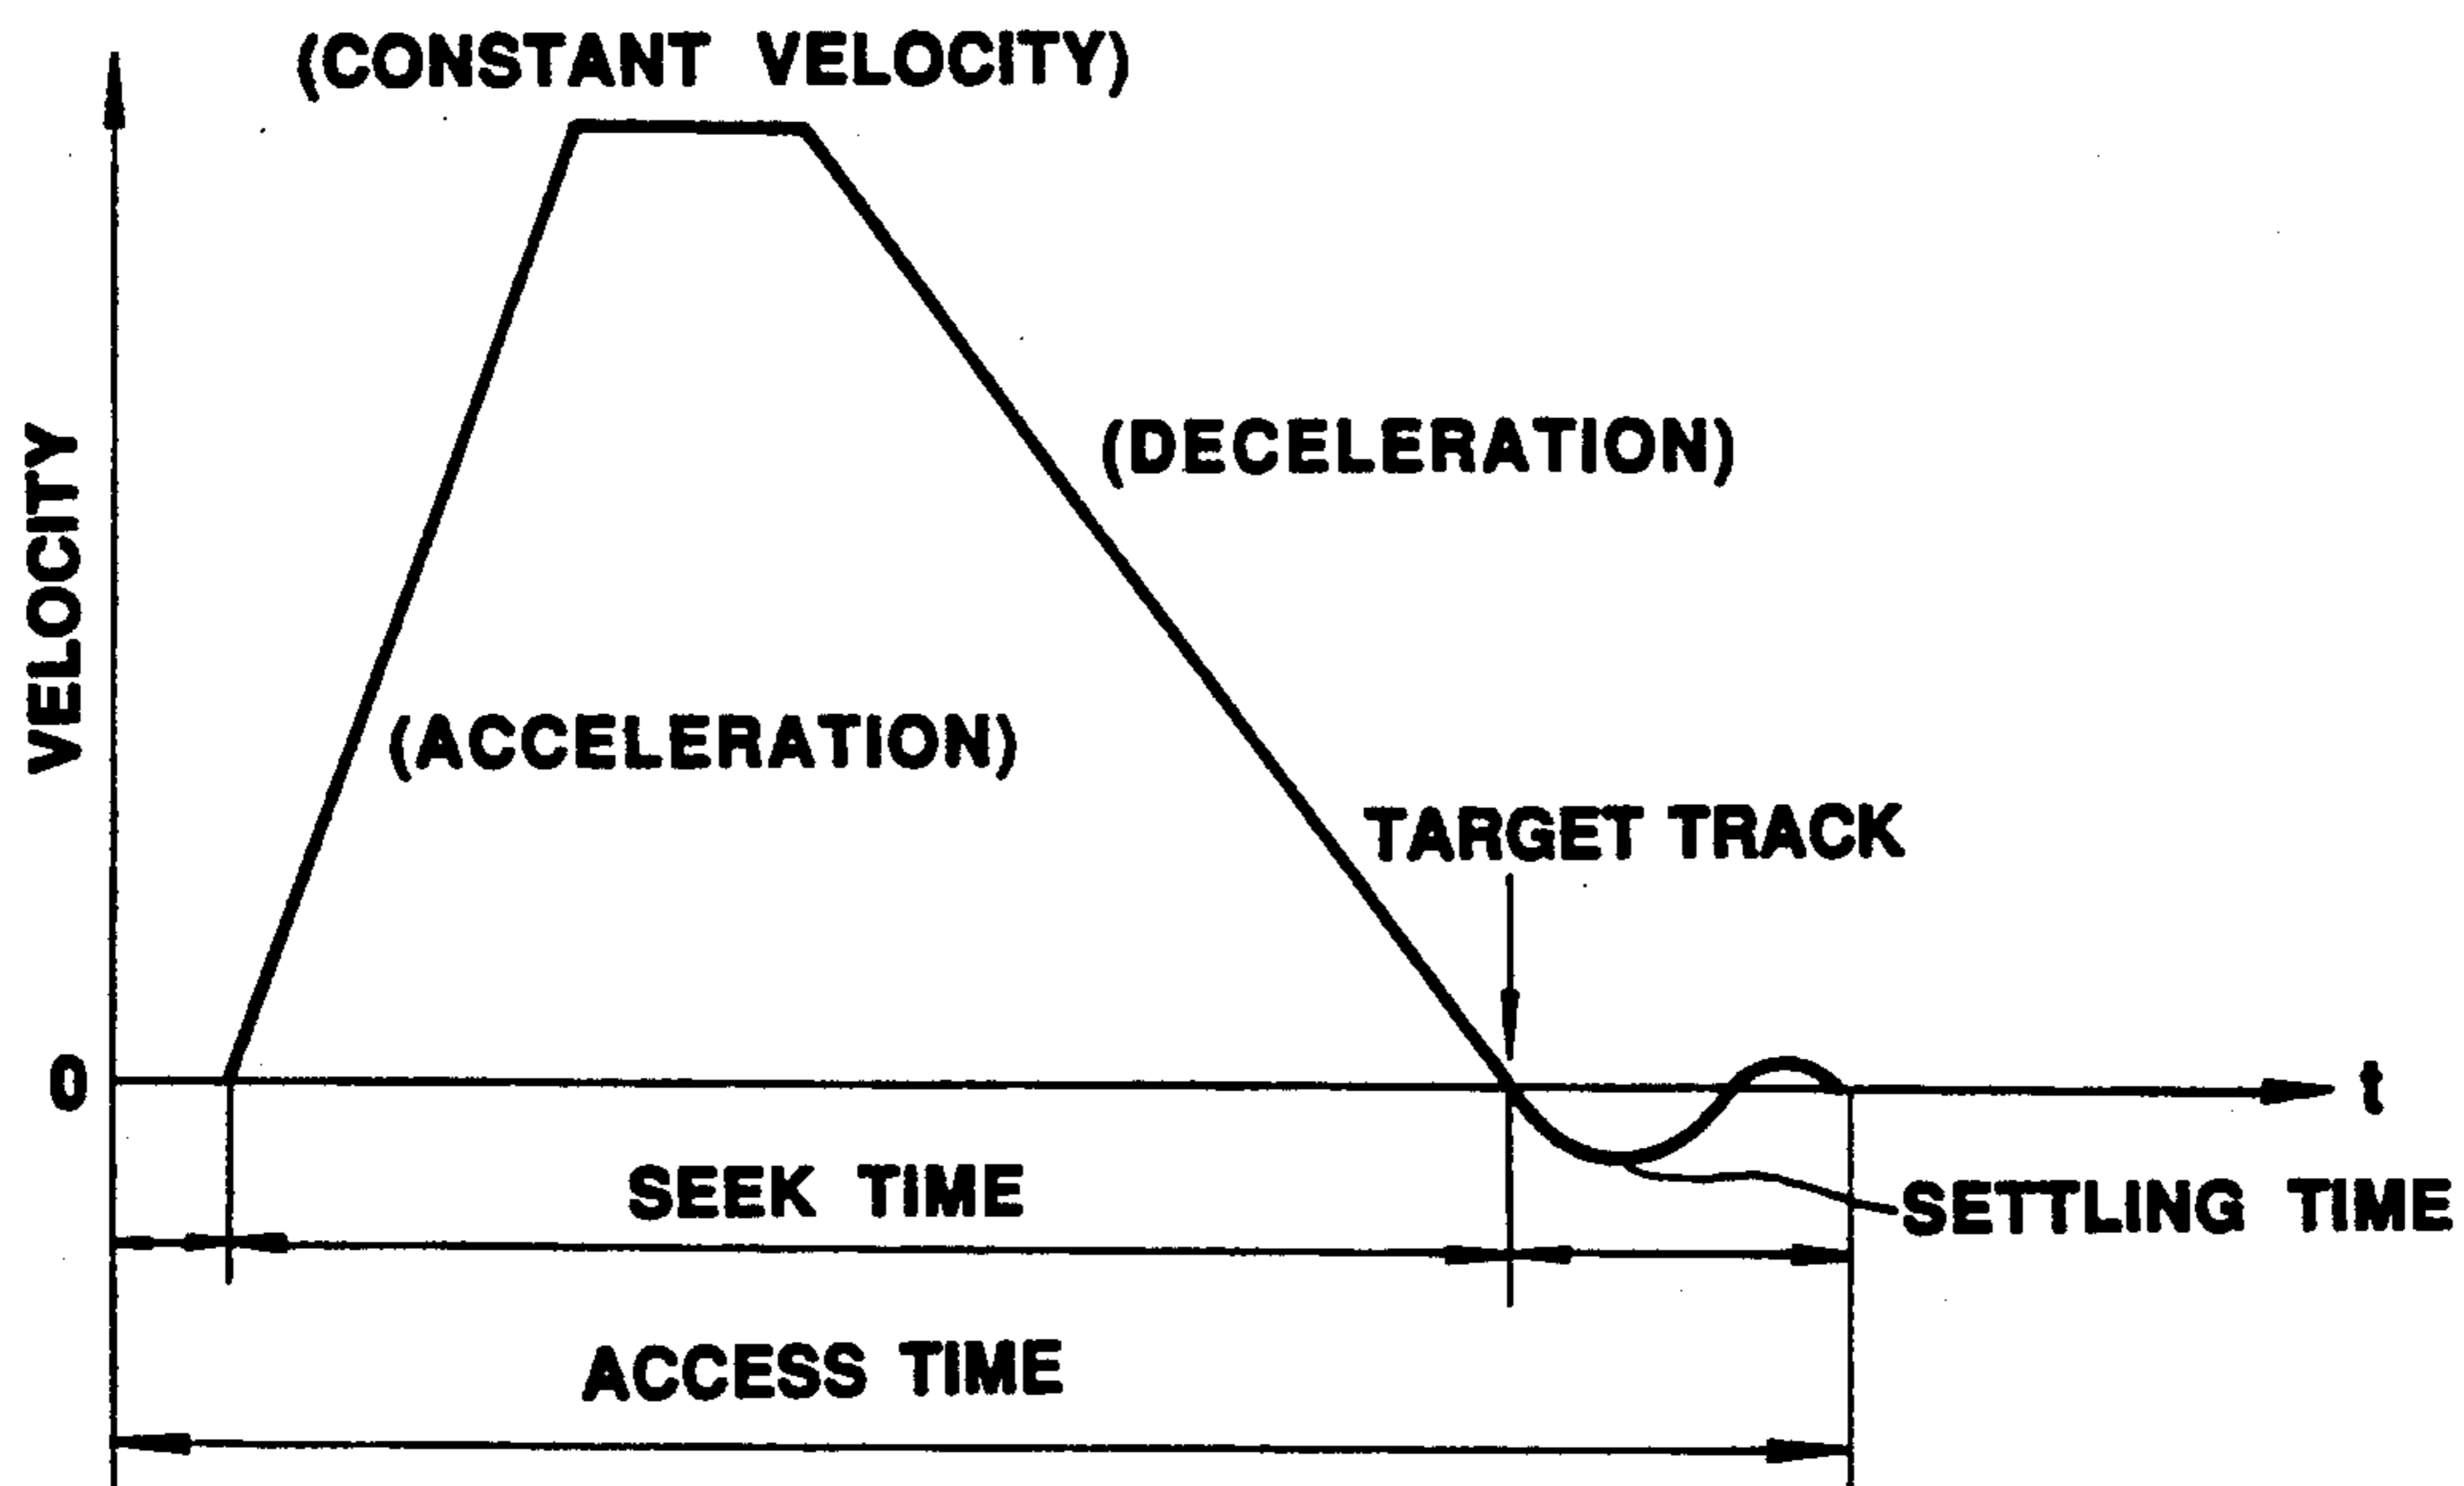 (CONSTANT VELOCITY)
VELOCITY
(DECELERATION)
(ACCELERATION)
TARGET TRACK
0
t
SEEK TIME
SETTLING TIME
ACCESS TIME